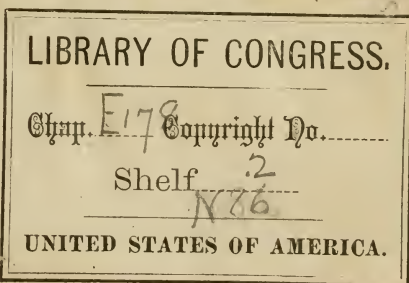 LIBRARY OF CONGRESS.
Chap. E178 Copyright No.
Shelf .2
N86
UNITED STATES OF AMERICA.